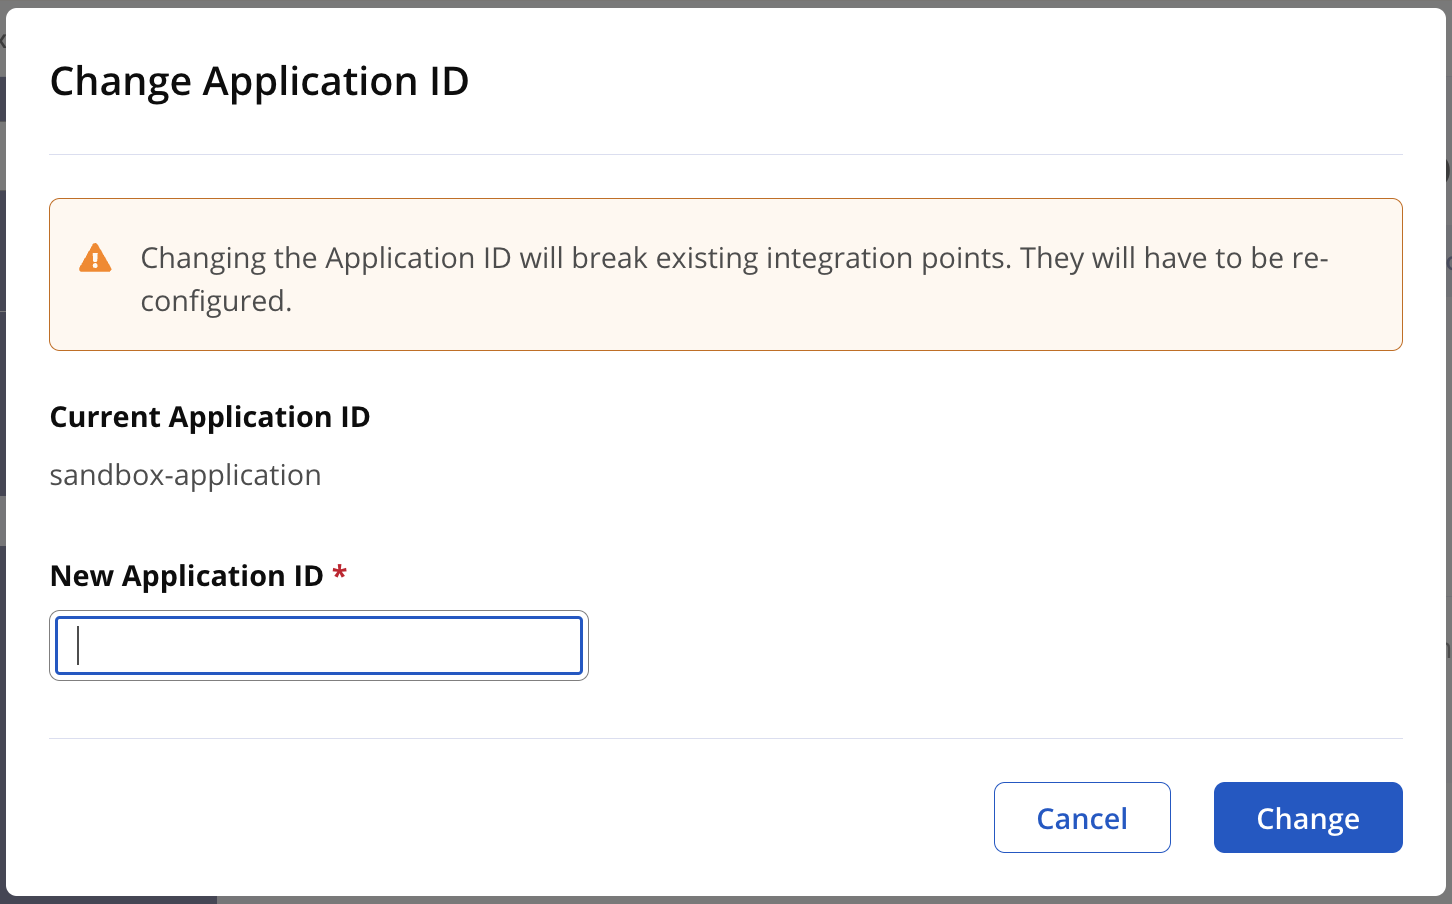 Change Application ID
Changing the Application ID will break existing integration points. They will have to be re-
configured.
Current Application ID
sandbox-application
New Application ID *
Cancel
Change